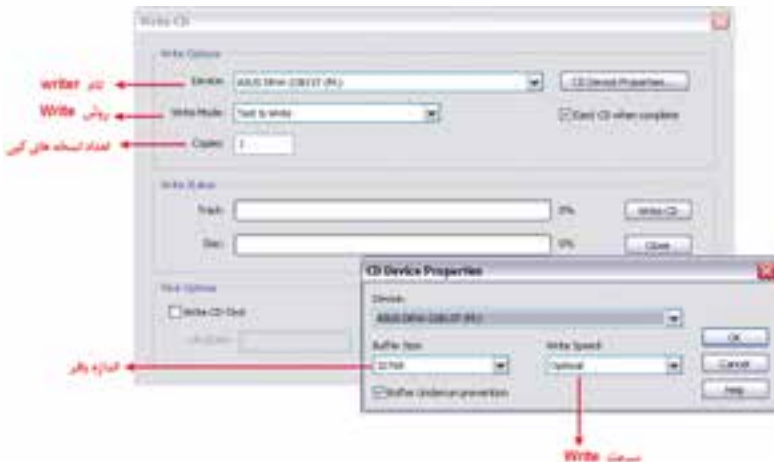 Write CD
Write Options
Device:
CD Device Properties...
Write Mode: Test & Write
Eject CD when complete
Copies: 1
نام writer
روش Write
تعداد نسخه های کپی
Write Status
Track: 0% Write CD
Disc: 0% Close
Text Options
Write CD-Text
CD Device Properties
Device:
Buffer Size: Write Speed:
32768 Optimal
Buffer Underrun prevention
OK
Cancel
Help
اندازه بافر
سرعت Write